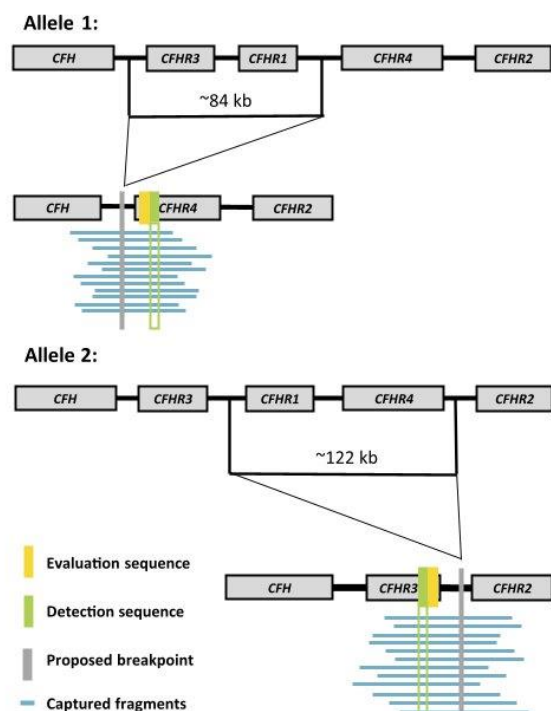 Allele 1:
CFH CFHR3 CFHR1 CFHR4 CFHR2
~84 kb
CFH CFHR4 CFHR2
Allele 2:
CFH CFHR3 CFHR1 CFHR4 CFHR2
~122 kb
Evaluation sequence
CFH CFHR3 CFHR2
Detection sequence
Proposed breakpoint
Captured fragments